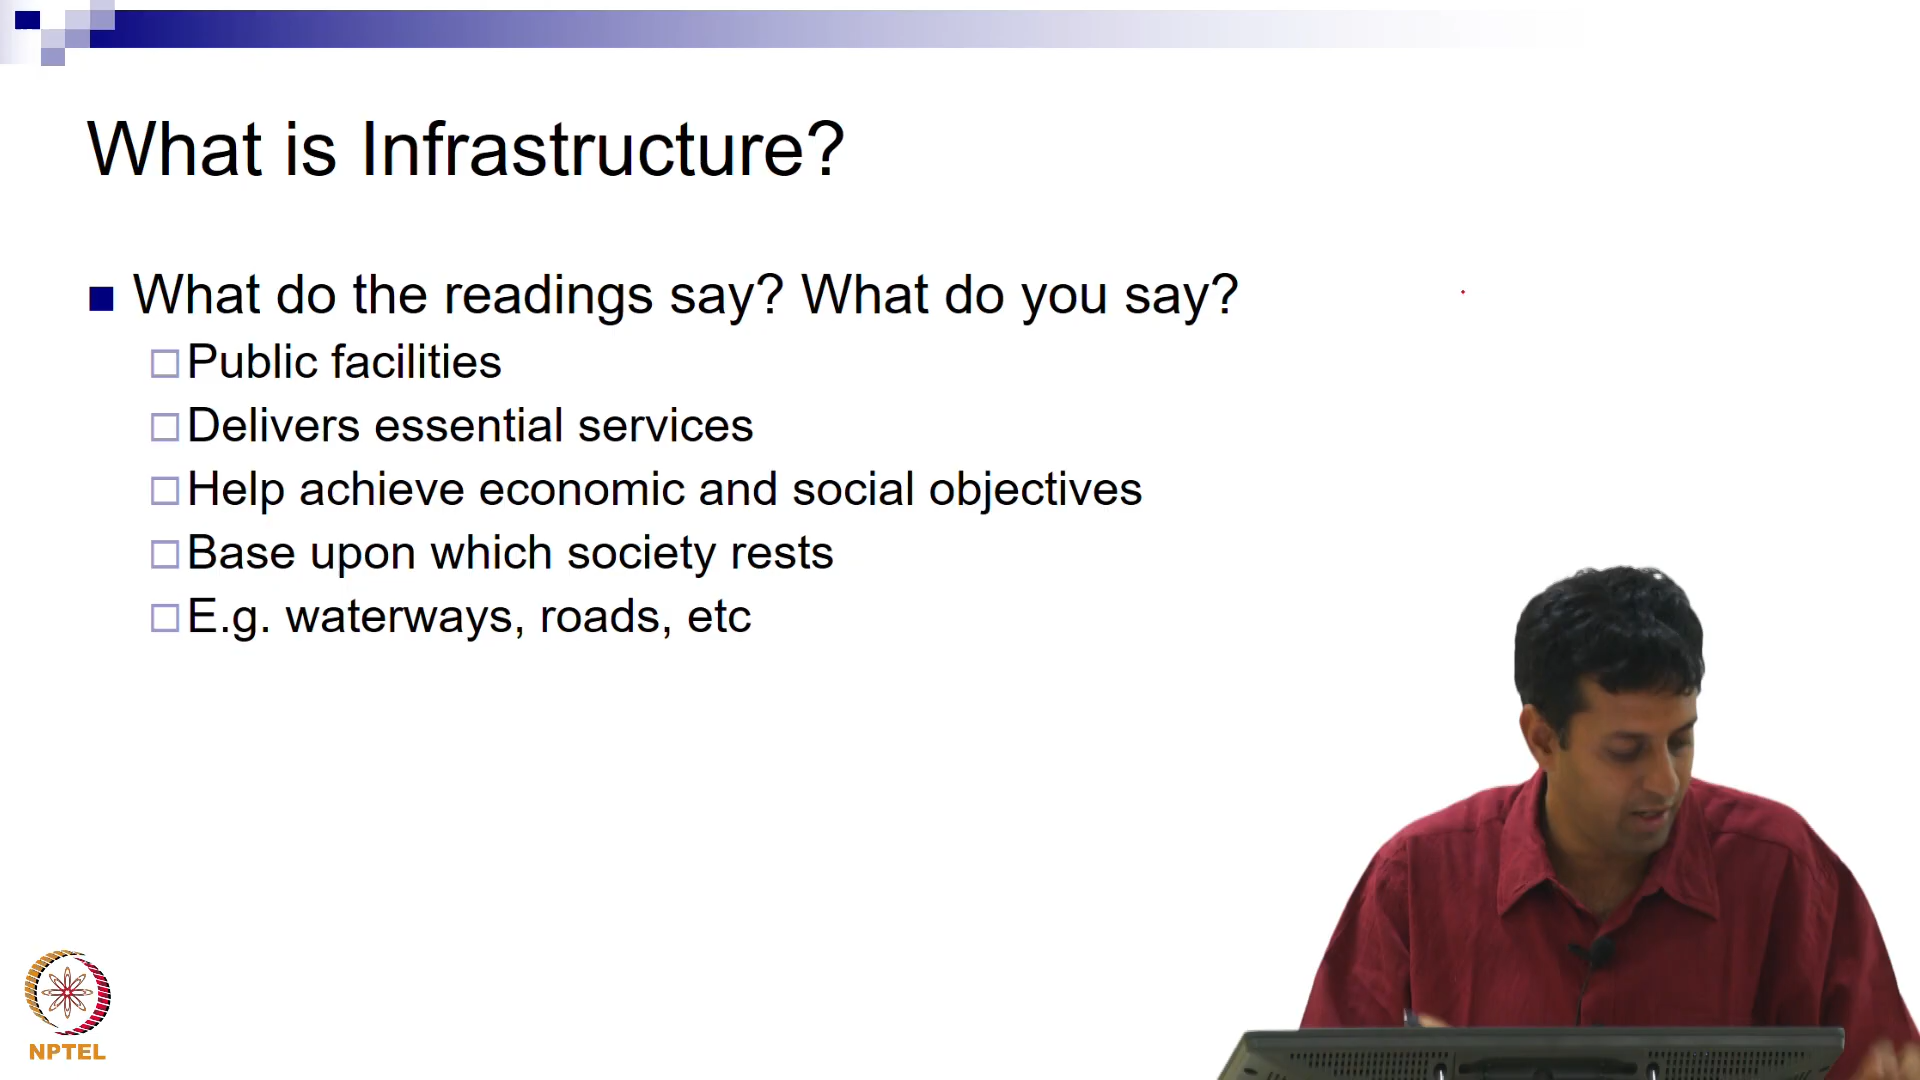 What is Infrastructure?
What do the readings say? What do you say?
Public facilities
Delivers essential services
Help achieve economic and social objectives
Base upon which society rests
E.g. waterways, roads, etc
NPTEL